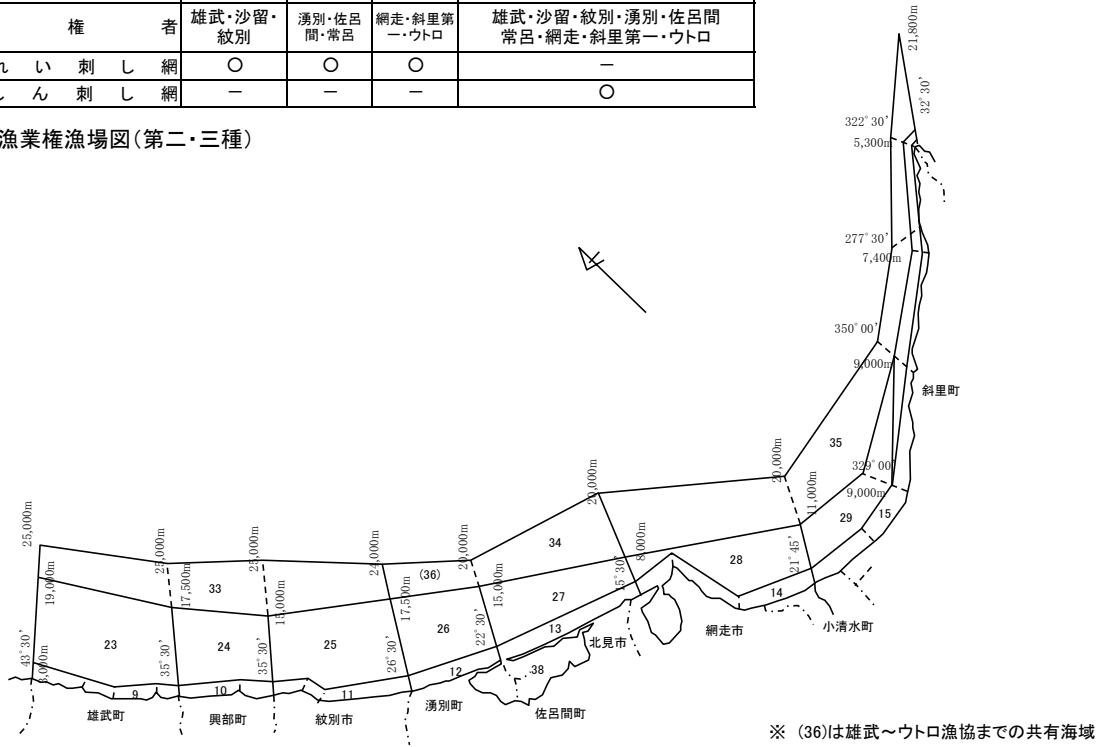 権　者 雄武・沙留・紋別 湧別・佐呂間・常呂 網走・斜里第一・ウトロ 雄武・沙留・紋別・湧別・佐呂間常呂・網走・斜里第一・ウトロ
れ い 刺 し 網 ○ ○ ○ －
し ん 刺 し 網 － － － ○
漁業権漁場図（第二・三種）
21,800m
32°30'
322°30'
5,300m
277°30'
7,400m
350°00'
9,000m
斜里町
35
329°00'
9,000m
20,000m
20,000m
11,000m
29
15
25,000m
25,000m
25,000m
24,000m
20,000m
34
8,000m
21°45'
28
14
19,000m
17,500m
33
15,000m
(36)
17,500m
15,000m
27
23
24
25
26
22°30'
13
43°30'
35°30'
35°30'
26°30'
12
38
9
10
11
雄武町
興部町
紋別市
湧別町
佐呂間町
北見市
網走市
小清水町
※ (36)は雄武～ウトロ漁協までの共有海域